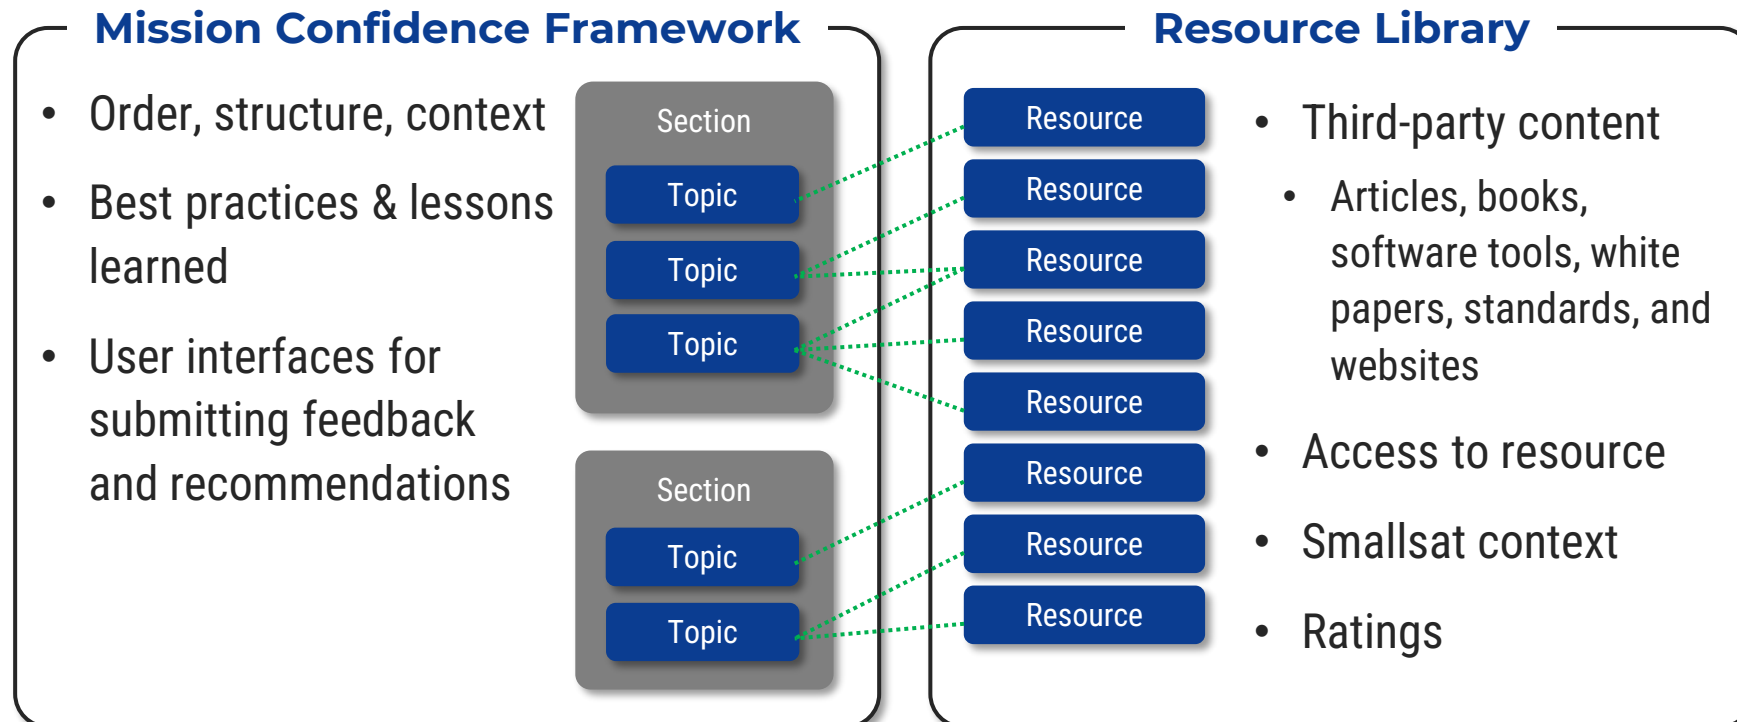 Mission Confidence Framework
• Order, structure, context
• Best practices & lessons
learned
• User interfaces for
submitting feedback
and recommendations
Section
Topic
Topic
Topic
Section
Topic
Topic
Resource Library
Resource
Resource
Resource
Resource
Resource
Resource
Resource
Resource
• Third-party content
• Articles, books,
software tools, white
papers, standards, and
websites
• Access to resource
• Smallsat context
• Ratings